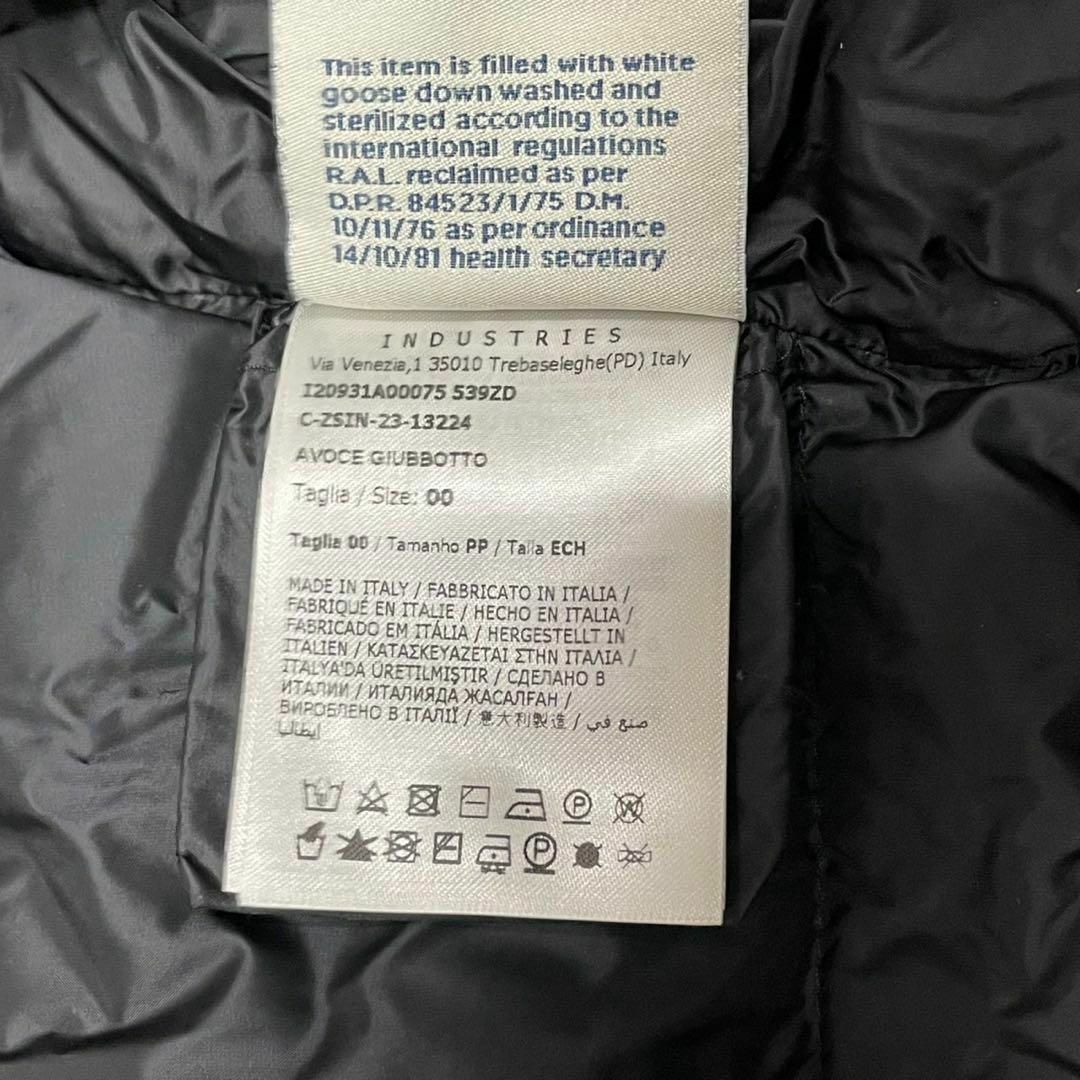 This item is filled with white
goose down washed and
sterilized according to the
international regulations
R.A.L. reclaimed as per
D.P.R. 84523/1/75 D.M.
10/11/76 as per ordinance
14/10/81 health secretary
INDUSTRIES
Via Venezia,1 35010 Trebaseleghe(PD) Italy
I20931A00075 539ZD
C-ZSIN-23-13224
AVOCE GIUBBOTTO
Taglia / Size: 00
Taglia 00 / Tamanho PP / Talla ECH
MADE IN ITALY / FABBRICATO IN ITALIA /
FABRIQUÉ EN ITALIE / HECHO EN ITALIA /
FABRICADO EM ITÁLIA / HERGESTELLT IN
ITALIEN / ΚΑΤΑΣΚΕΥΑΖΕΤΑΙ ΣΤΗΝ ΙΤΑΛΙΑ /
ITALYA'DA ÜRETILMIŞTIR / СДЕЛАНО В
ИТАЛИИ / ИТАЛИЯДА ЖАСАЛҒАН /
ВИРОБЛЕНО В ІТАЛІЇ / 意大利製造 / صنع في
إيطاليا
P W
P